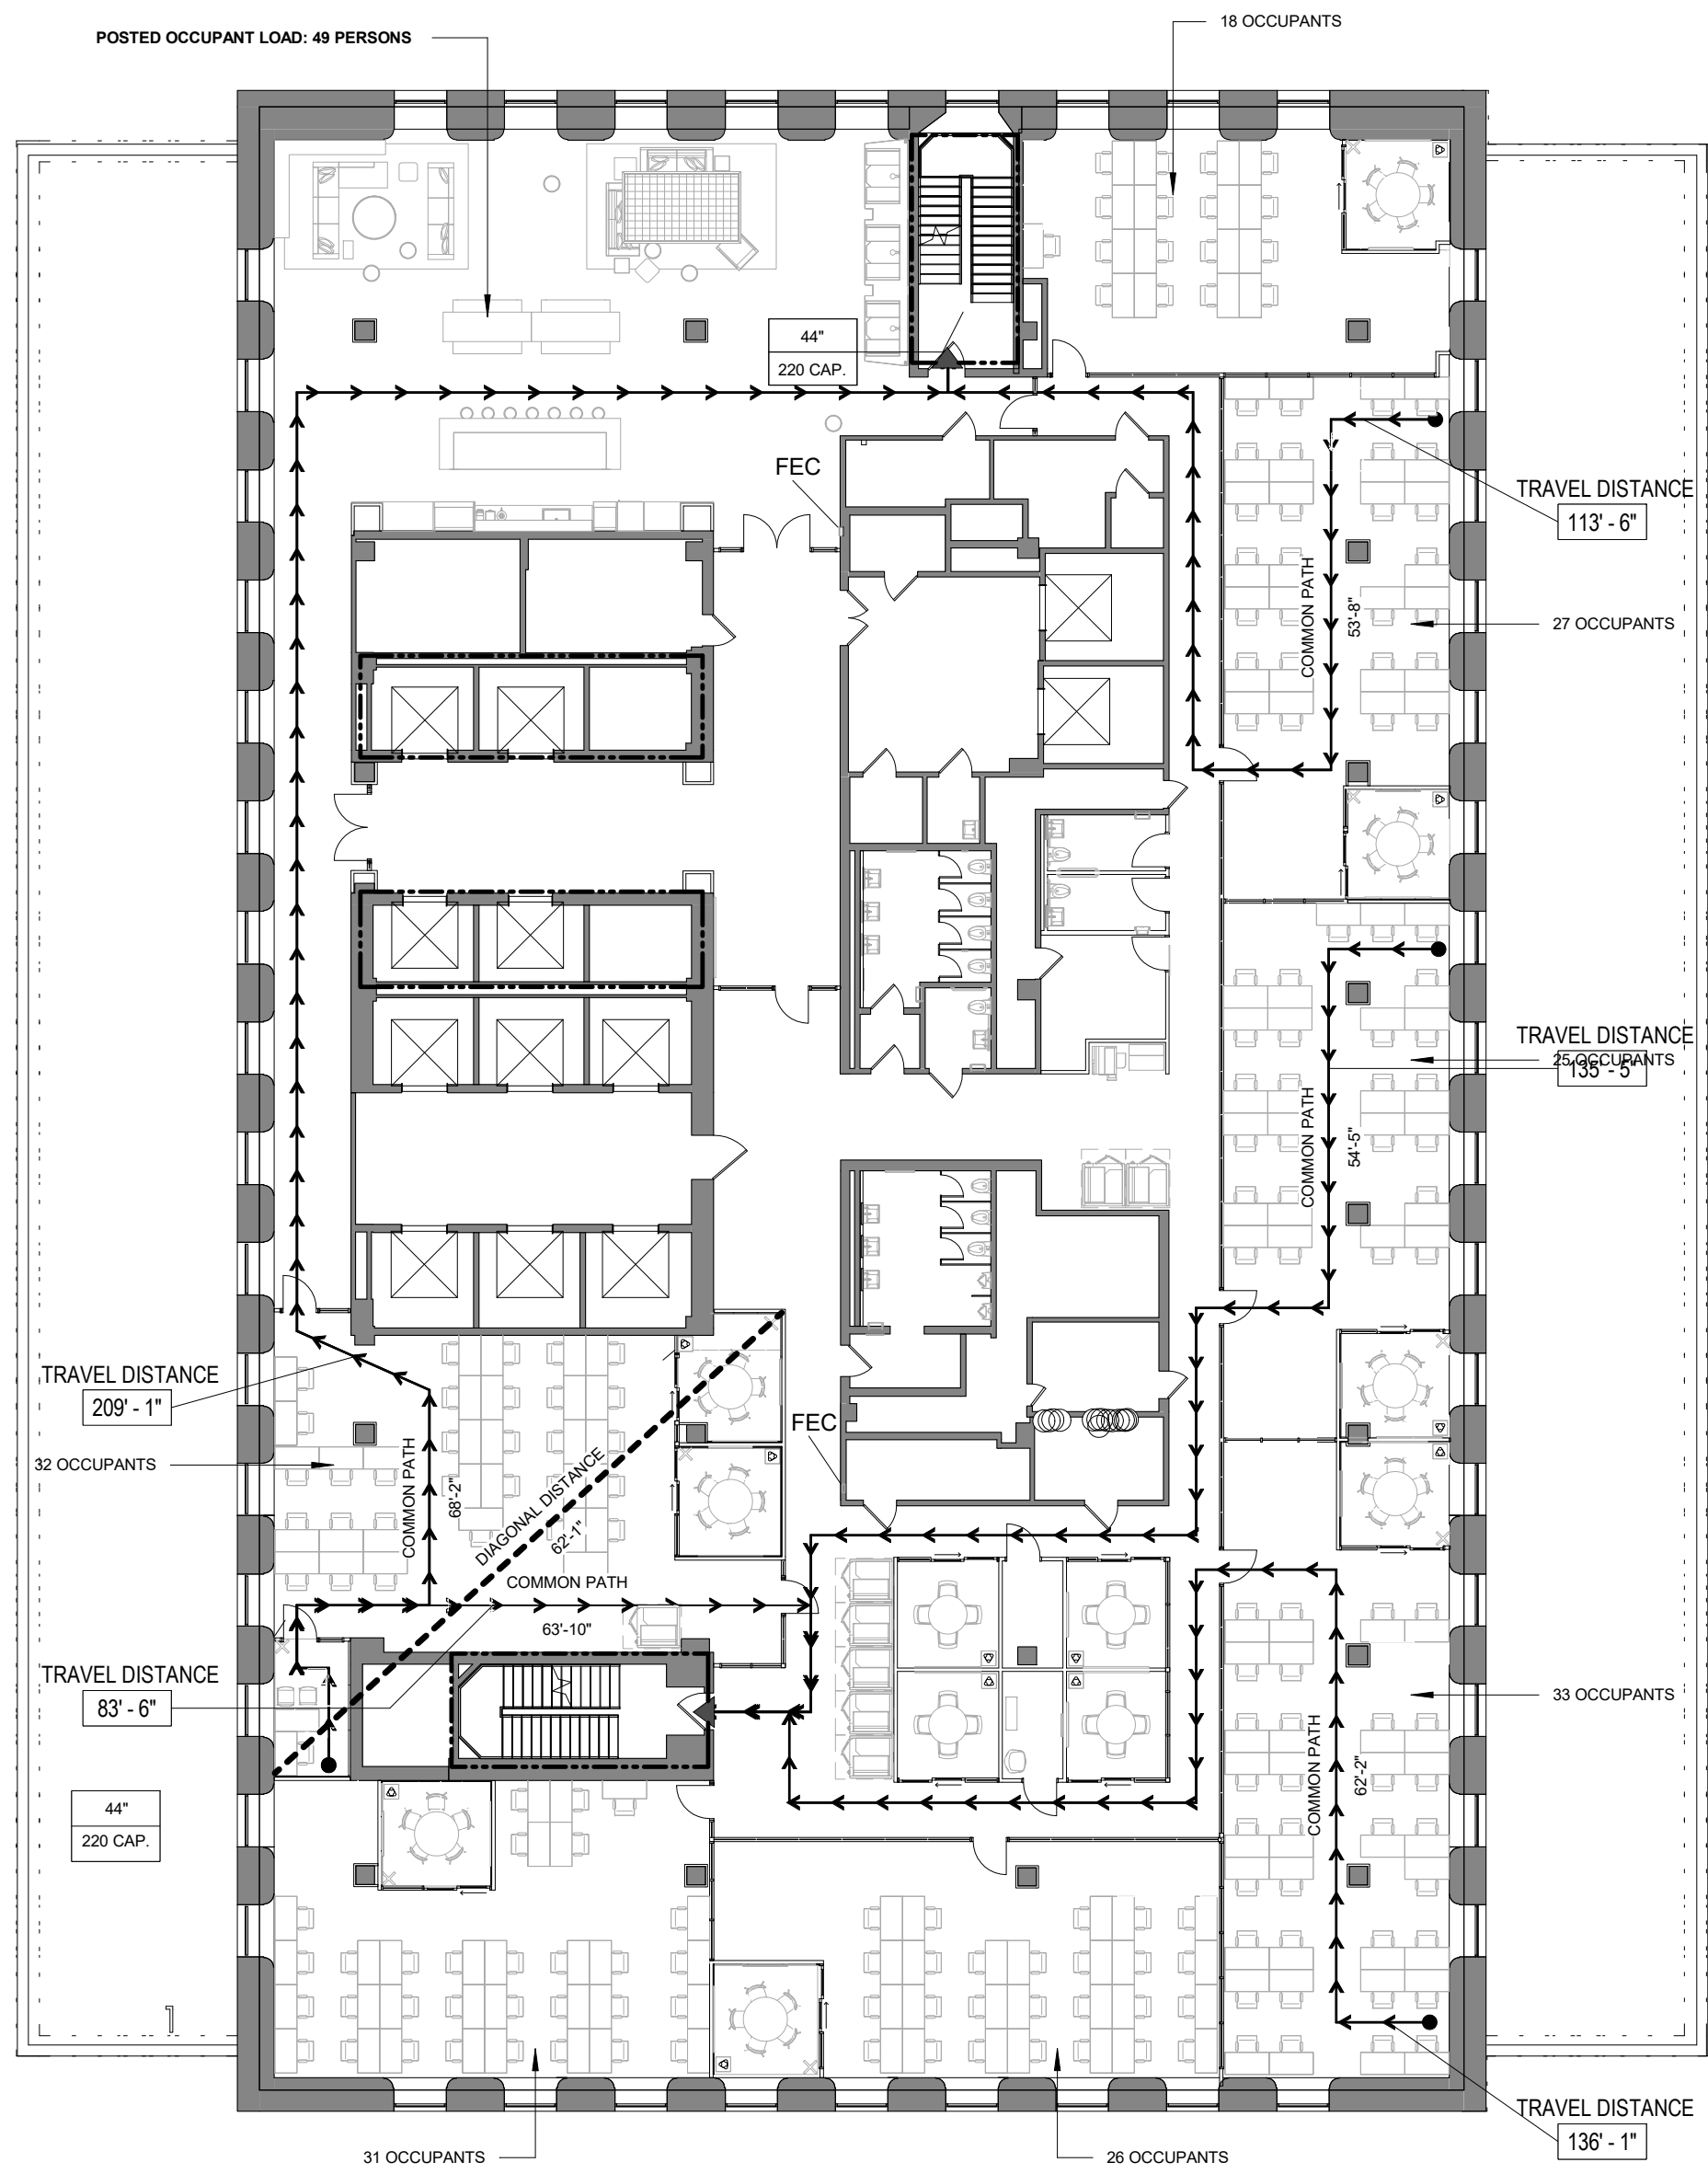 18 OCCUPANTS
POSTED OCCUPANT LOAD: 49 PERSONS
44"
220 CAP.
FEC
TRAVEL DISTANCE
113' - 6"
COMMON PATH
53'-8"
27 OCCUPANTS
TRAVEL DISTANCE
25 OCCUPANTS
135' - 5"
COMMON PATH
54'-5"
TRAVEL DISTANCE
209' - 1"
32 OCCUPANTS
COMMON PATH
68'-2"
DIAGONAL DISTANCE
62'-1"
FEC
COMMON PATH
63'-10"
TRAVEL DISTANCE
83' - 6"
33 OCCUPANTS
COMMON PATH
62'-2"
44"
220 CAP.
1
TRAVEL DISTANCE
136' - 1"
31 OCCUPANTS
26 OCCUPANTS